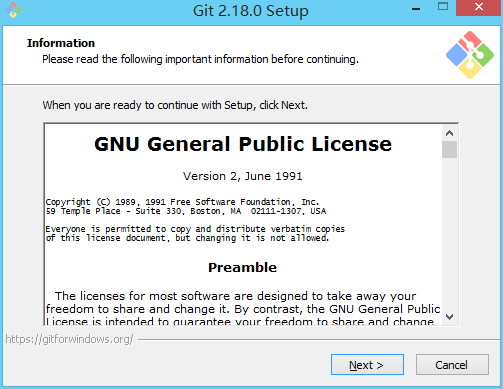 Git 2.18.0 Setup
Information
Please read the following important information before continuing.
When you are ready to continue with Setup, click Next.
GNU General Public License
Version 2, June 1991
Copyright (C) 1989, 1991 Free Software Foundation, Inc.
59 Temple Place - Suite 330, Boston, MA  02111-1307, USA
Everyone is permitted to copy and distribute verbatim copies
of this license document, but changing it is not allowed.
Preamble
The licenses for most software are designed to take away your
freedom to share and change it. By contrast, the GNU General Public
License is intended to guarantee your freedom to share and change
https://gitforwindows.org/
Next >
Cancel